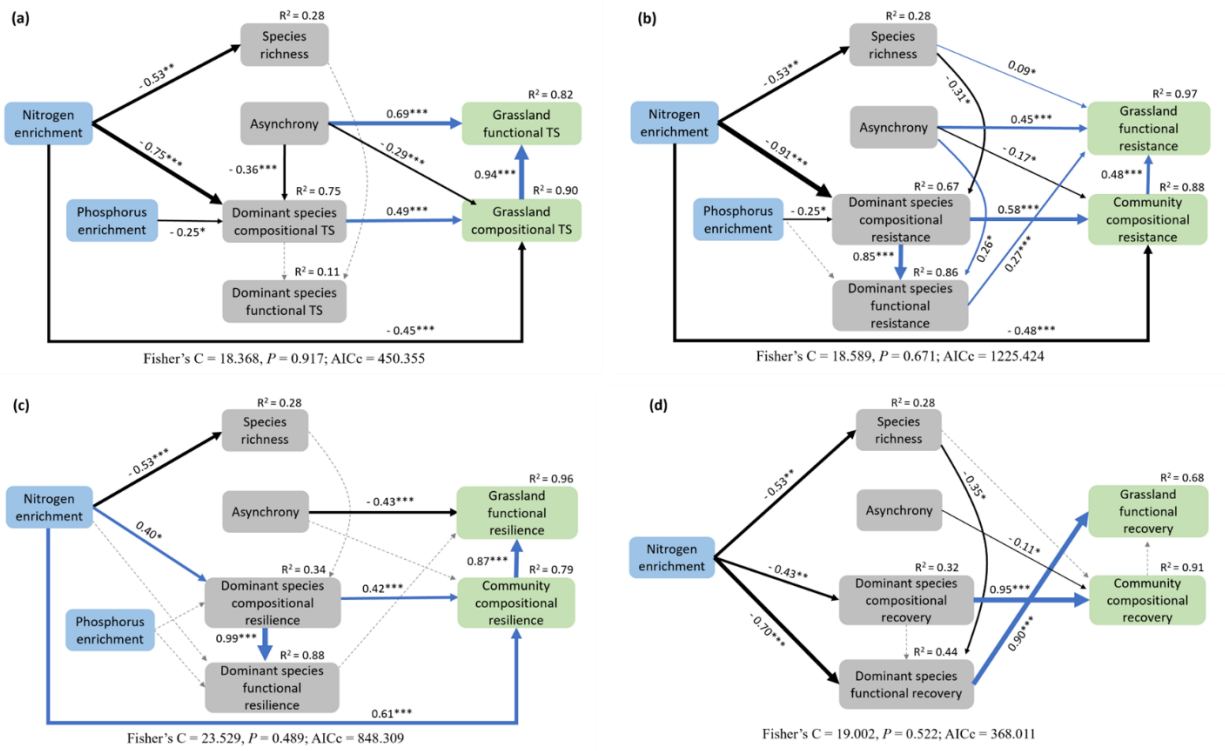 (a)
R² = 0.28
Species
richness
- 0.53**
R² = 0.82
Nitrogen
enrichment
Asynchrony
0.69***
Grassland
functional TS
- 0.75***
- 0.36***
- 0.29***
0.94***
R² = 0.75
R² = 0.90
Phosphorus
enrichment
- 0.25*
Dominant species
compositional TS
0.49***
Grassland
compositional TS
R² = 0.11
Dominant species
functional TS
- 0.45***
Fisher's C = 18.368, P = 0.917; AICc = 450.355
(b)
R² = 0.28
Species
richness
- 0.53**
0.09*
- 0.31*
R² = 0.97
Nitrogen
enrichment
Asynchrony
0.45***
Grassland
functional
resistance
- 0.91***
- 0.17*
0.48***
R² = 0.67
R² = 0.88
Phosphorus
enrichment
- 0.25*
Dominant species
compositional
resistance
0.58***
Community
compositional
resistance
0.85***
0.26*
0.27***
R² = 0.86
Dominant species
functional
resistance
- 0.48***
Fisher's C = 18.589, P = 0.671; AICc = 1225.424
(c)
R² = 0.28
Species
richness
- 0.53***
R² = 0.96
Nitrogen
enrichment
Asynchrony
- 0.43***
Grassland
functional
resilience
0.40*
0.87***
R² = 0.34
R² = 0.79
Phosphorus
enrichment
Dominant species
compositional
resilience
0.42***
Community
compositional
resilience
0.99***
R² = 0.88
Dominant species
functional
resilience
0.61***
Fisher's C = 23.529, P = 0.489; AICc = 848.309
(d)
R² = 0.28
Species
richness
- 0.53**
- 0.35*
R² = 0.68
Asynchrony
Grassland
functional
recovery
Nitrogen
enrichment
- 0.11*
- 0.43**
R² = 0.32
R² = 0.91
Dominant species
compositional
recovery
0.95***
Community
compositional
recovery
- 0.70***
0.90***
R² = 0.44
Dominant species
functional recovery
Fisher's C = 19.002, P = 0.522; AICc = 368.011